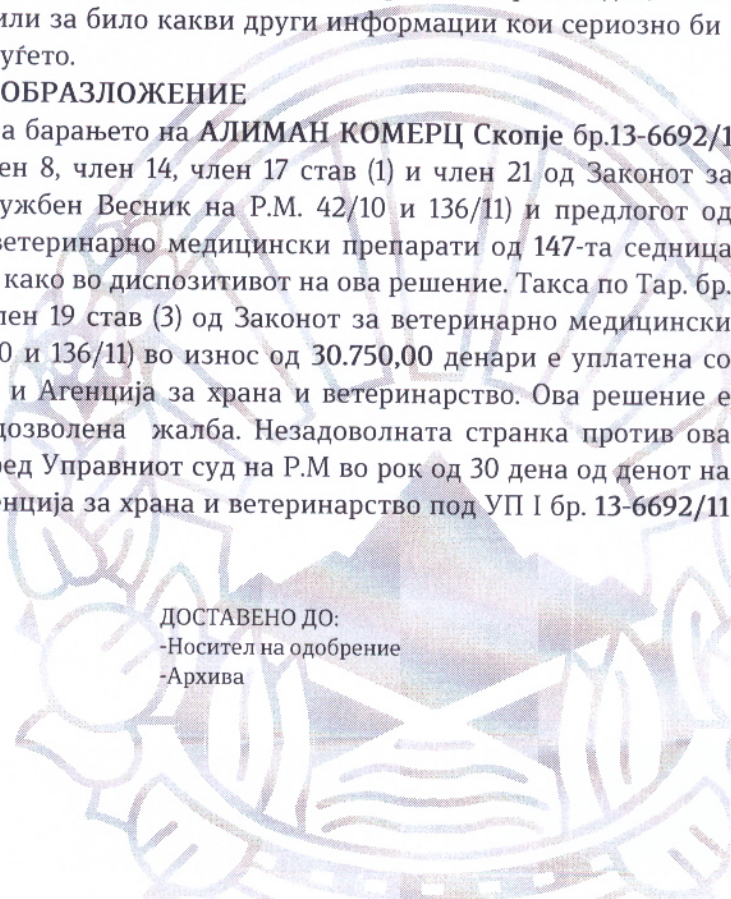 или за било какви други информации кои сериозно би
уѓето.
ОБРАЗЛОЖЕНИЕ
а барањето на АЛИМАН КОМЕРЦ Скопје бр.13-6692/1
ен 8, член 14, член 17 став (1) и член 21 од Законот за
ужбен Весник на Р.М. 42/10 и 136/11) и предлогот од
ветеринарно медицински препарати од 147-та седница
како во диспозитивот на ова решение. Такса по Тар. бр.
лен 19 став (3) од Законот за ветеринарно медицински
0 и 136/11) во износ од 30.750,00 денари е уплатена со
и Агенција за храна и ветеринарство. Ова решение е
дозволена жалба. Незадоволната странка против ова
ред Управниот суд на Р.М во рок од 30 дена од денот на
енција за храна и ветеринарство под УП I бр. 13-6692/11
ДОСТАВЕНО ДО:
-Носител на одобрение
-Архива